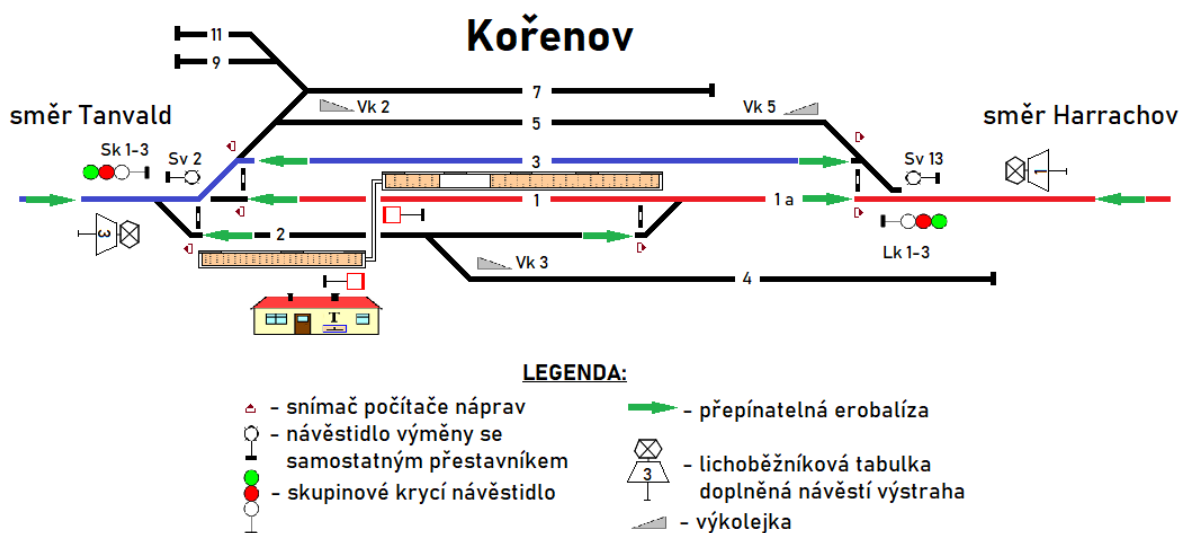 Kořenov
11
9
7
Vk 2
Vk 5
směr Tanvald
směr Harrachov
5
Sk 1-3
Sv 2
3
Sv 13
1
1
1 a
3
2
Lk 1-3
Vk 3
4
T
LEGENDA:
- snímač počítače náprav
- přepínatelná erobalíza
- návěstidlo výměny se
samostatným přestavníkem
3
- lichoběžníková tabulka
doplněná návěstí výstraha
- skupinové krycí návěstidlo
- výkolejka